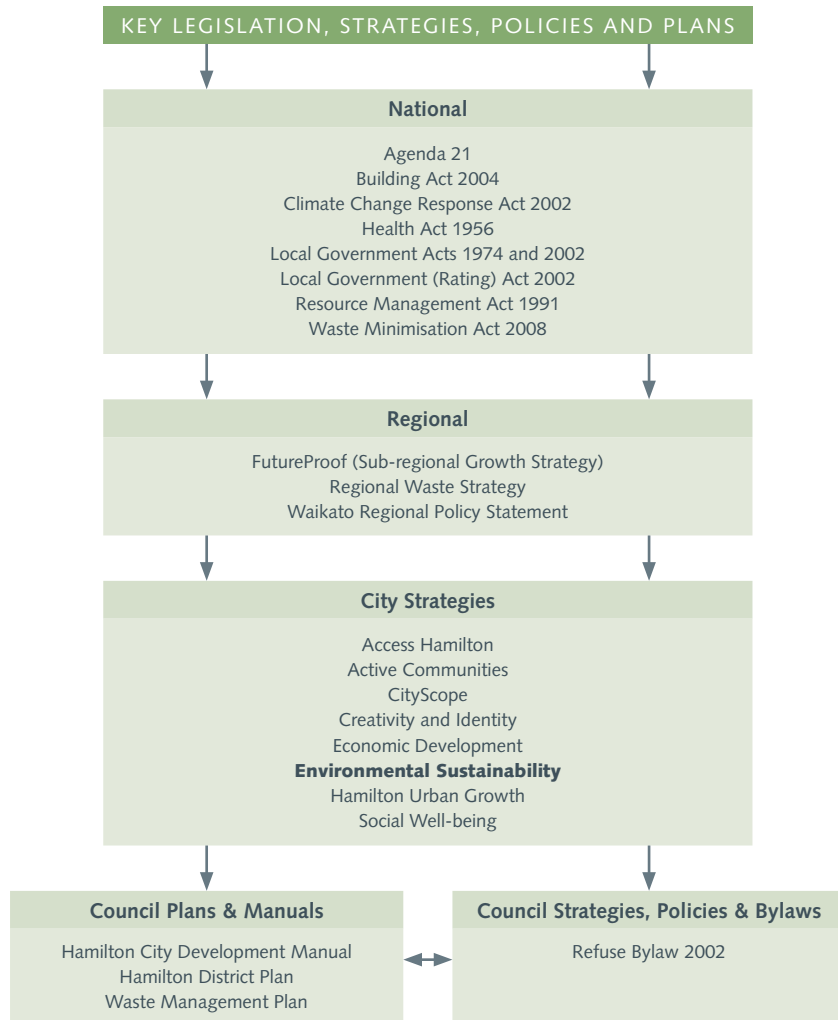 KEY LEGISLATION, STRATEGIES, POLICIES AND PLANS
National
Agenda 21
Building Act 2004
Climate Change Response Act 2002
Health Act 1956
Local Government Acts 1974 and 2002
Local Government (Rating) Act 2002
Resource Management Act 1991
Waste Minimisation Act 2008
Regional
FutureProof (Sub-regional Growth Strategy)
Regional Waste Strategy
Waikato Regional Policy Statement
City Strategies
Access Hamilton
Active Communities
CityScope
Creativity and Identity
Economic Development
Environmental Sustainability
Hamilton Urban Growth
Social Well-being
Council Plans & Manuals
Hamilton City Development Manual
Hamilton District Plan
Waste Management Plan
Council Strategies, Policies & Bylaws
Refuse Bylaw 2002